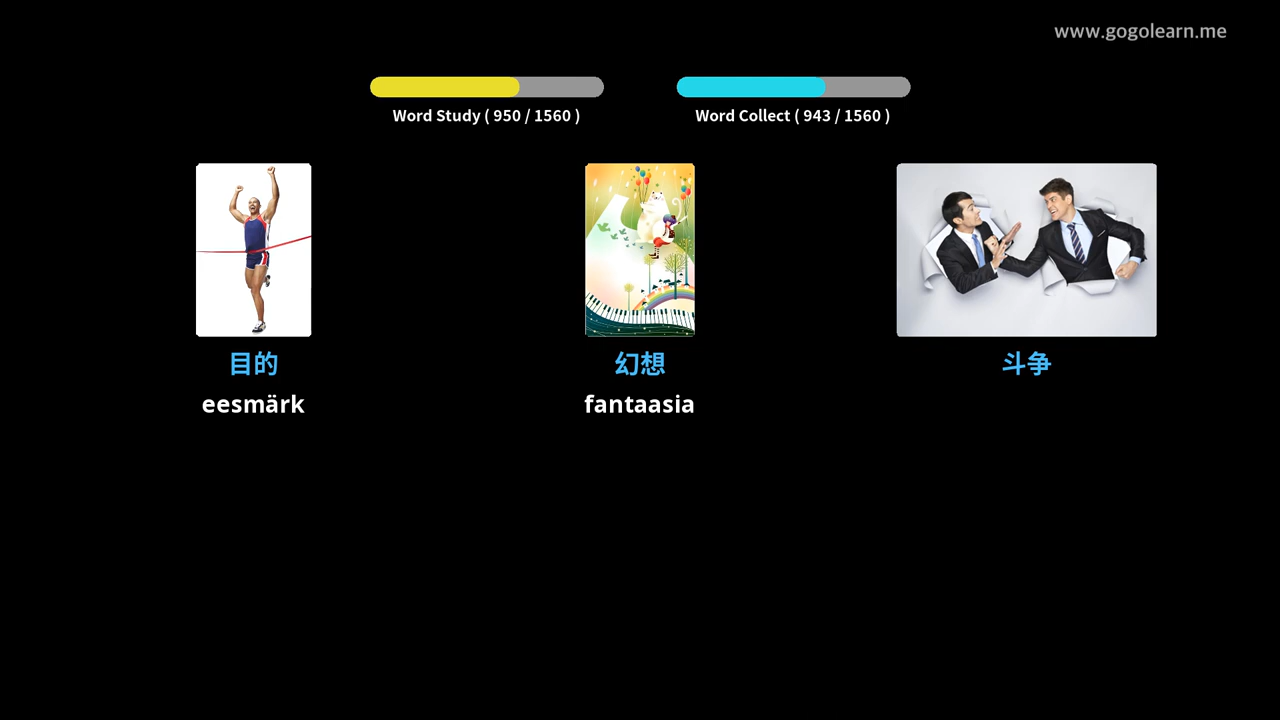 www.gogolearn.me
Word Study ( 950 / 1560 )
Word Collect ( 943 / 1560 )
目的
幻想
斗争
eesmärk
fantaasia